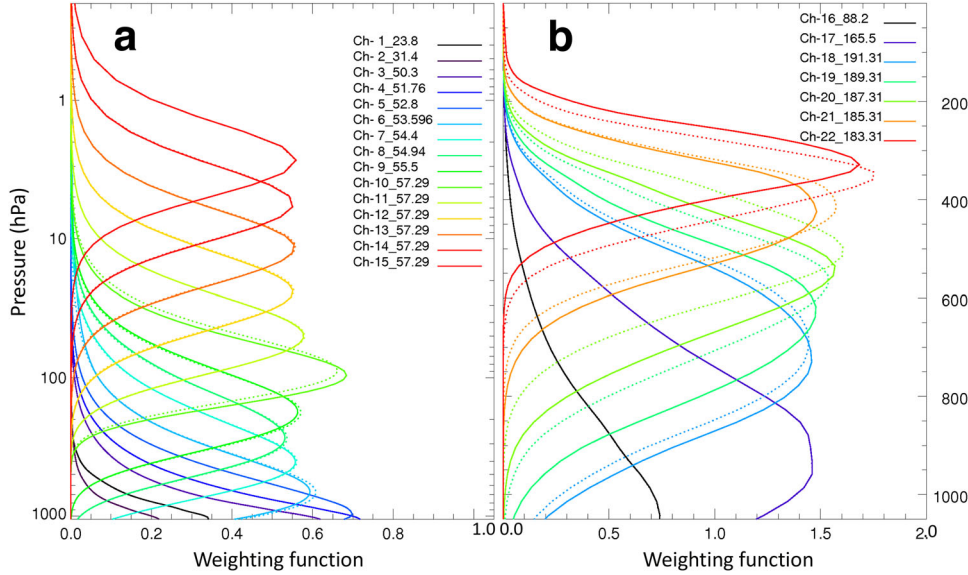 a
Ch- 1_23.8
Ch- 2_31.4
Ch- 3_50.3
Ch- 4_51.76
Ch- 5_52.8
Ch- 6_53.596
Ch- 7_54.4
Ch- 8_54.94
Ch- 9_55.5
Ch-10_57.29
Ch-11_57.29
Ch-12_57.29
Ch-13_57.29
Ch-14_57.29
Ch-15_57.29
Pressure (hPa)
1
10
100
1000
0.0
0.2
0.4
0.6
0.8
1.0
Weighting function
b
Ch-16_88.2
Ch-17_165.5
Ch-18_191.31
Ch-19_189.31
Ch-20_187.31
Ch-21_185.31
Ch-22_183.31
200
400
600
800
1000
0.0
0.5
1.0
1.5
2.0
Weighting function